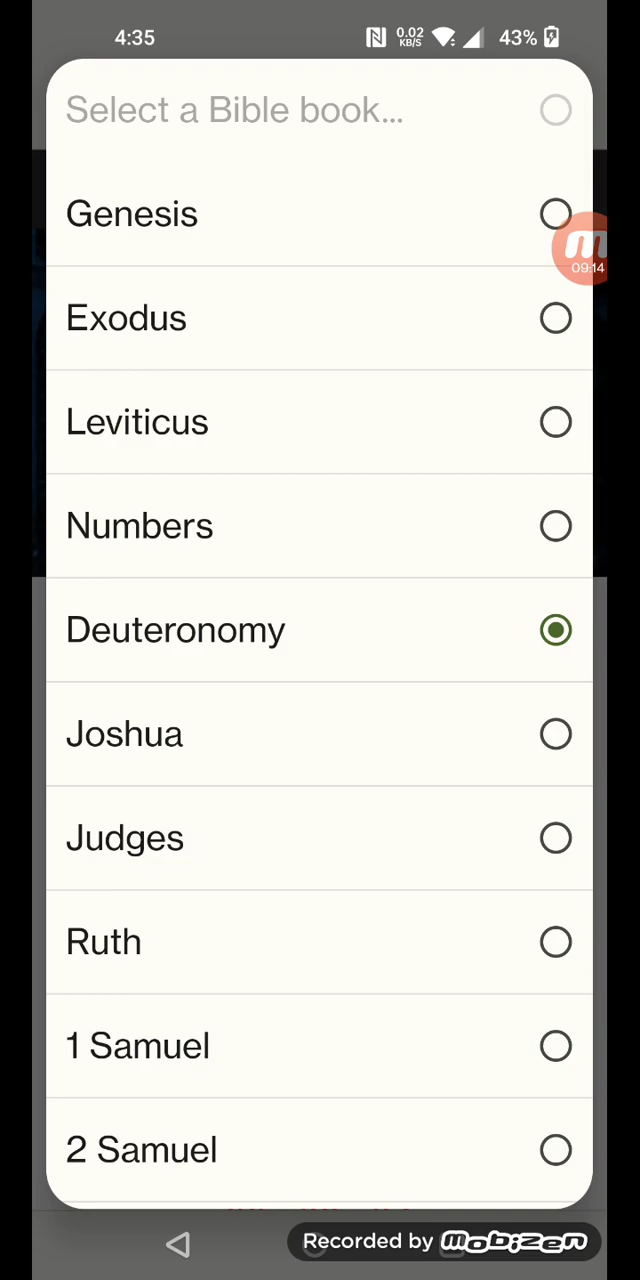 4:35 0.02 KB/S 43%
Select a Bible book...
Genesis
09:14
Exodus
Leviticus
Numbers
Deuteronomy
Joshua
Judges
Ruth
1 Samuel
2 Samuel
Recorded by mobizen